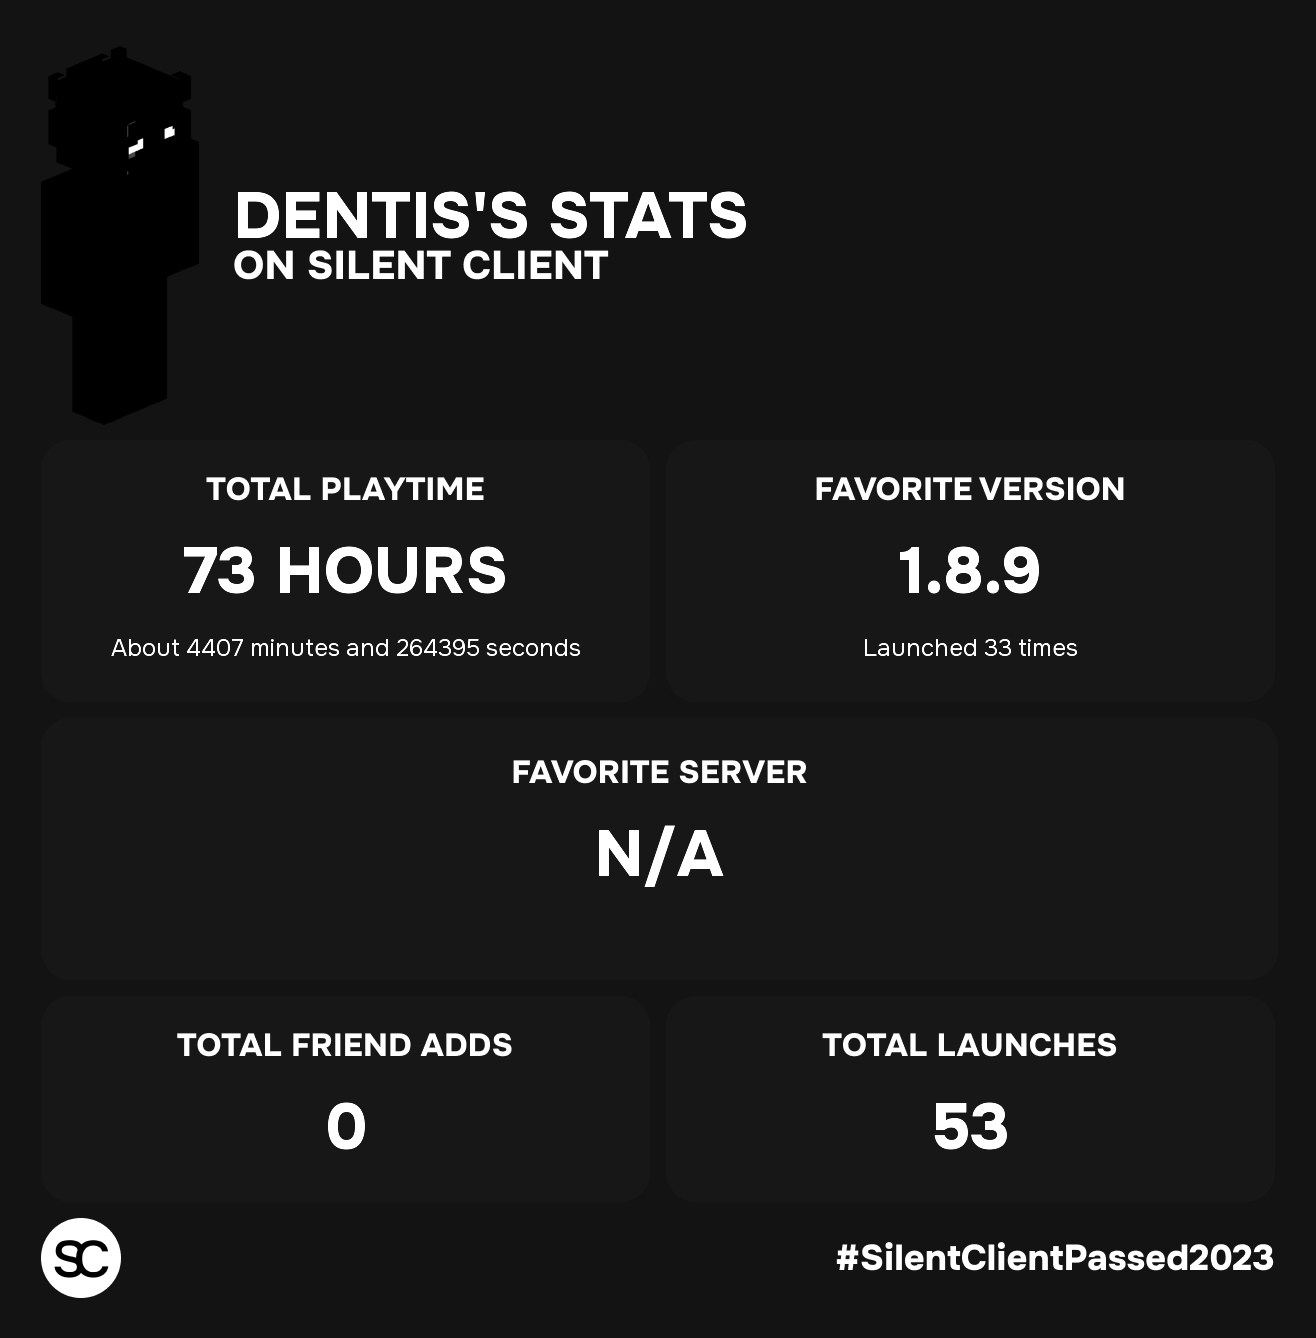 DENTIS'S STATS
ON SILENT CLIENT
TOTAL PLAYTIME
73 HOURS
About 4407 minutes and 264395 seconds
FAVORITE VERSION
1.8.9
Launched 33 times
FAVORITE SERVER
N/A
TOTAL FRIEND ADDS
0
TOTAL LAUNCHES
53
SC
#SilentClientPassed2023